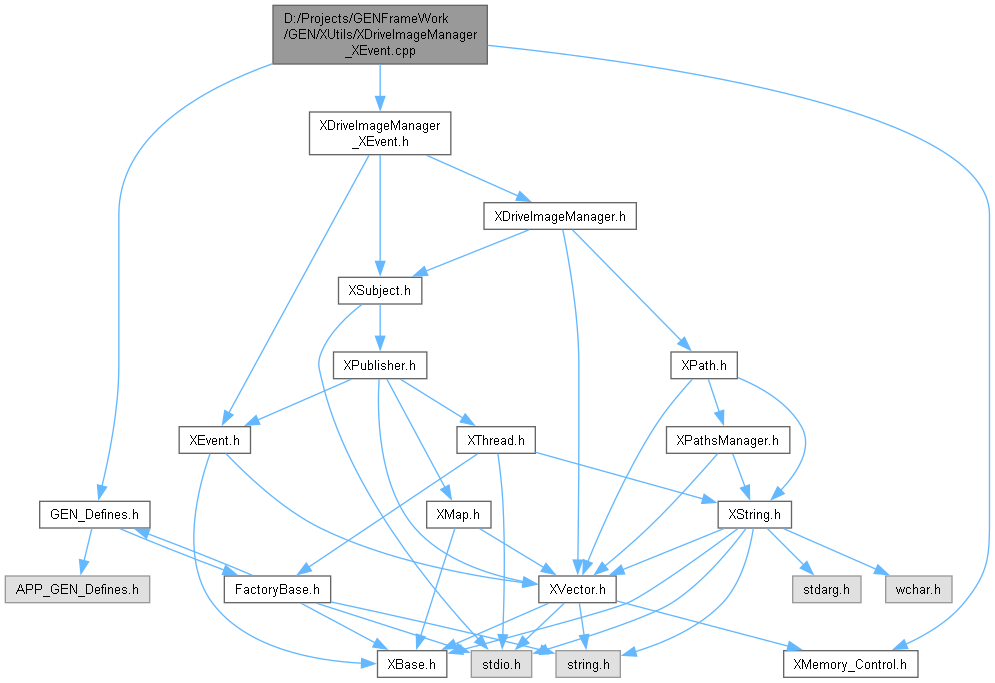 D:/Projects/GENFrameWork
/GEN/XUtils/XDriveImageManager
_XEvent.cpp
XDriveImageManager
_XEvent.h
XDriveImageManager.h
XSubject.h
XPublisher.h
XPath.h
XEvent.h
XThread.h
XPathsManager.h
GEN_Defines.h
XMap.h
XString.h
APP_GEN_Defines.h
FactoryBase.h
XVector.h
stdarg.h
wchar.h
XBase.h
stdio.h
string.h
XMemory_Control.h